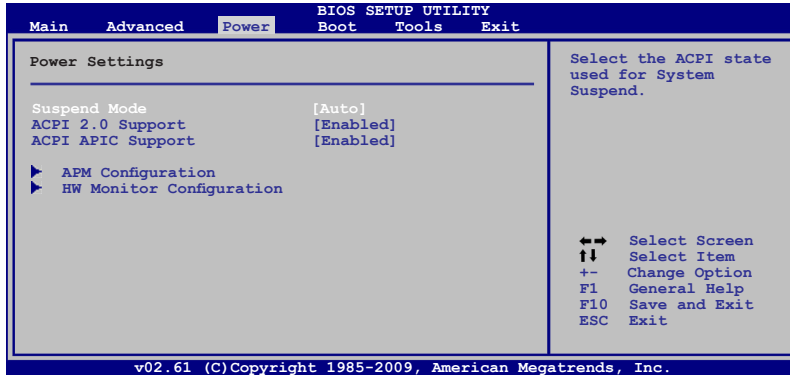 BIOS SETUP UTILITY
Main Advanced Power Boot Tools Exit
Power Settings
Suspend Mode [Auto]
ACPI 2.0 Support [Enabled]
ACPI APIC Support [Enabled]
APM Configuration
HW Monitor Configuration
Select the ACPI state
used for System
Suspend.
Select Screen
Select Item
+- Change Option
F1 General Help
F10 Save and Exit
ESC Exit
v02.61 (C)Copyright 1985-2009, American Megatrends, Inc.